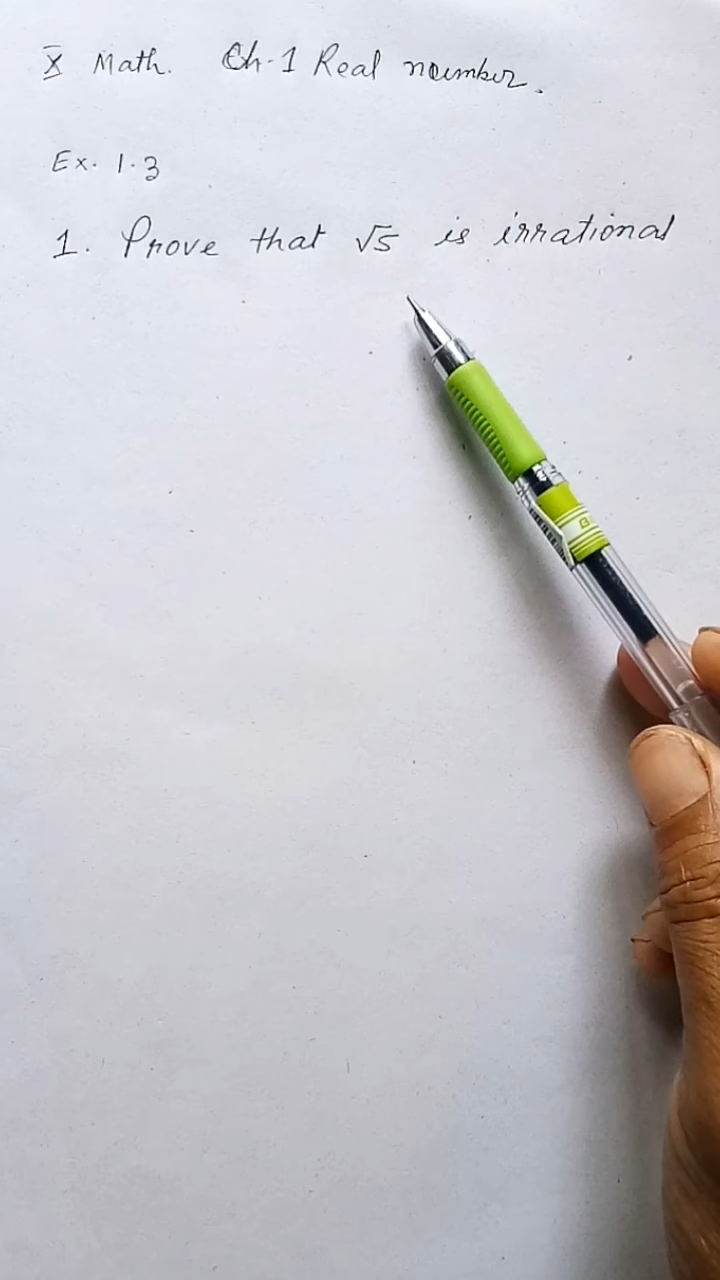 X Math. Ch-1 Real number.
Ex. 1.3
1. Prove that √5 is irrational